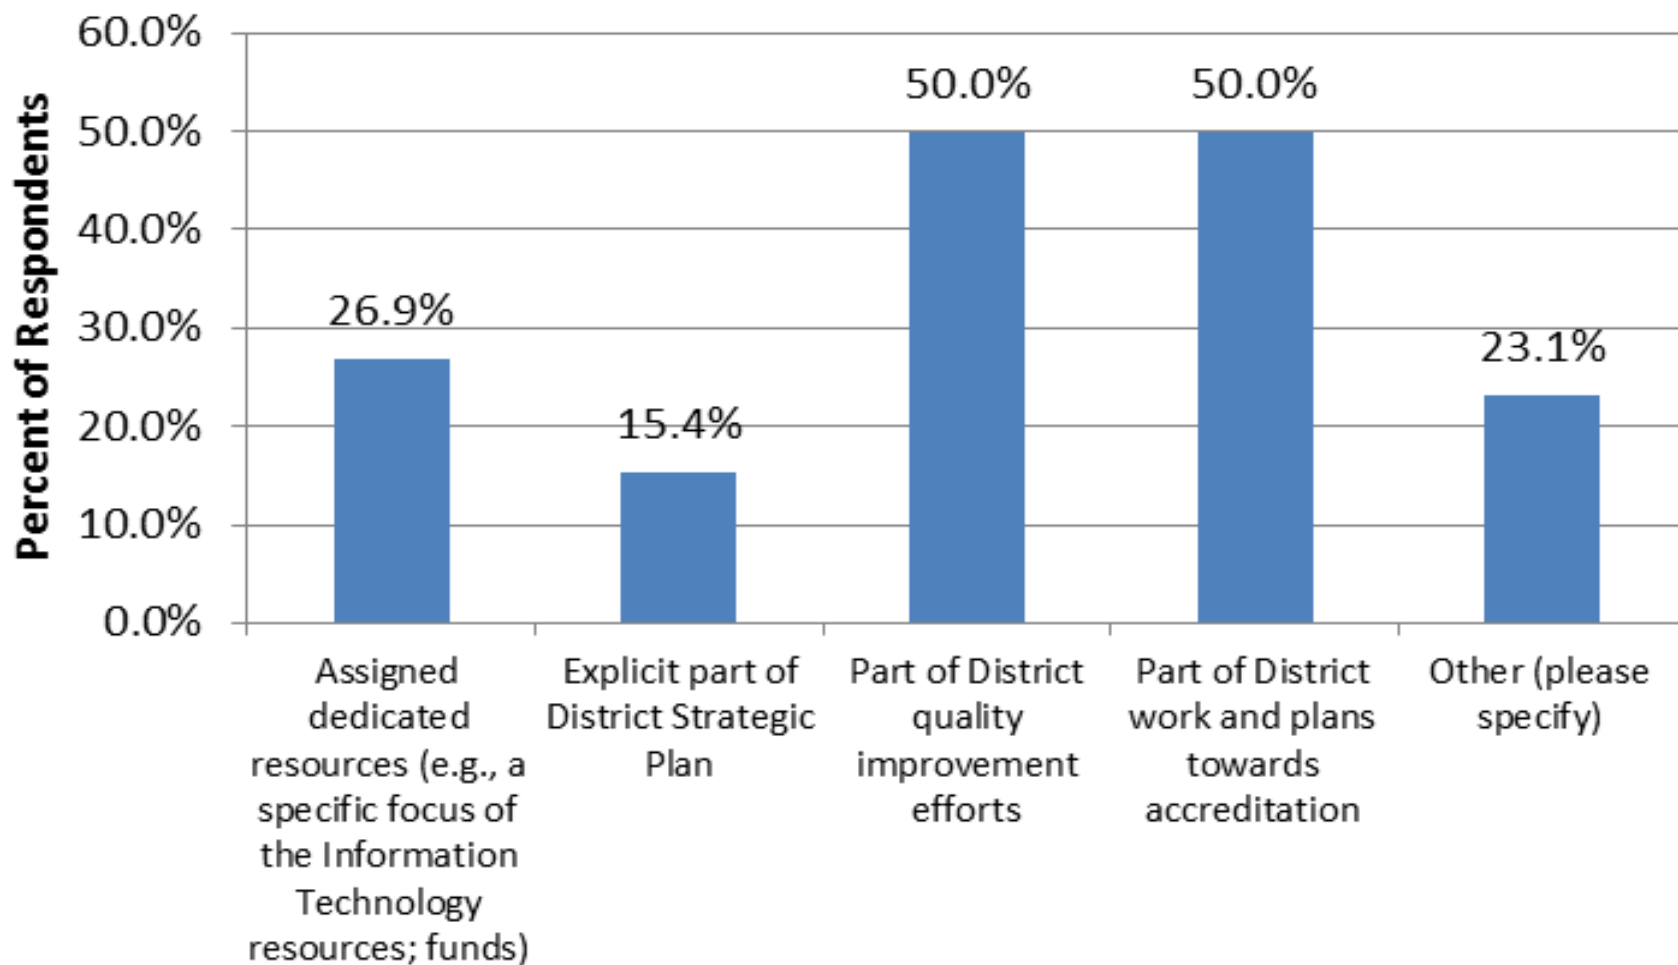 60.0%
50.0%
40.0%
30.0%
20.0%
10.0%
0.0%
Percent of Respondents
26.9%
15.4%
50.0%
50.0%
23.1%
Assigned
dedicated
resources (e.g., a
specific focus of
the Information
Technology
resources; funds)
Explicit part of
District Strategic
Plan
Part of District
quality
improvement
efforts
Part of District
work and plans
towards
accreditation
Other (please
specify)